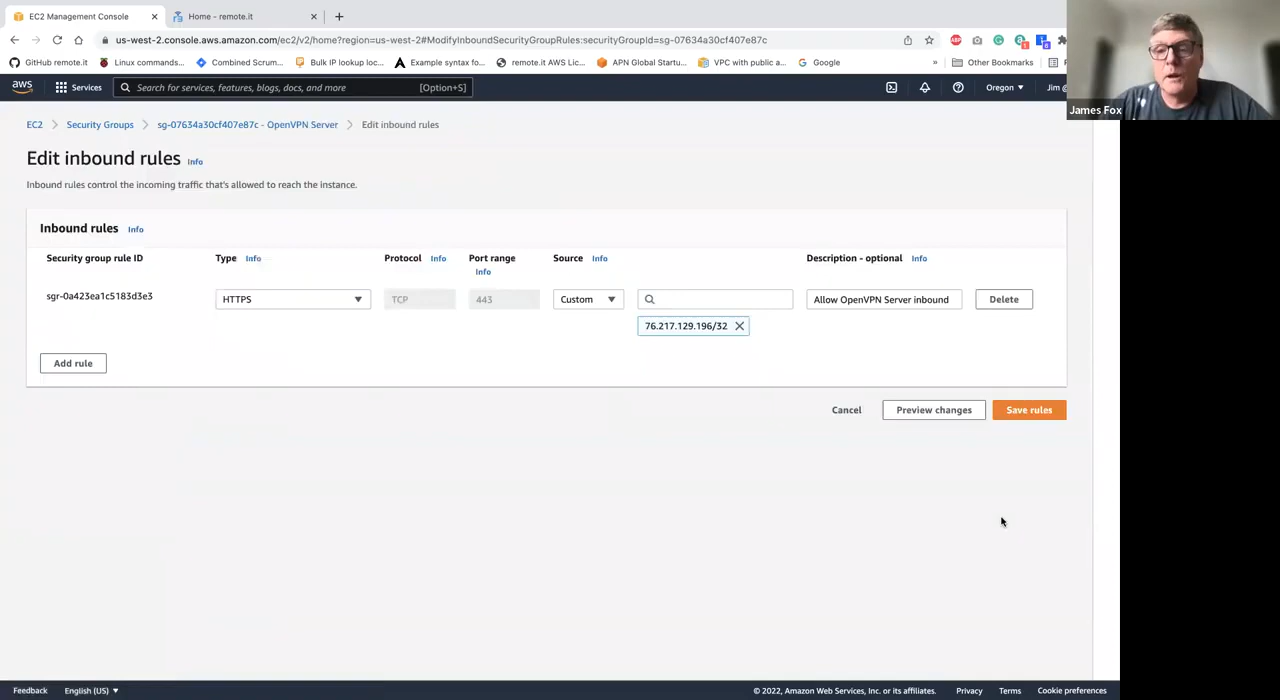 EC2 Management Console
Home - remote.it
us-west-2.console.aws.amazon.com/ec2/v2/home?region=us-west-2#ModifyInboundSecurityGroupRules:securityGroupId=sg-07634a30cf407e87c
GitHub remote.it
Linux commands...
Combined Scrum...
Bulk IP lookup loc...
Example syntax fo...
remote.it AWS Lic...
APN Global Startu...
VPC with public a...
Google
»
Other Bookmarks
aws
Services
Search for services, features, blogs, docs, and more
[Option+S]
Oregon
Jim @
James Fox
EC2 > Security Groups > sg-07634a30cf407e87c - OpenVPN Server > Edit inbound rules
Edit inbound rules Info
Inbound rules control the incoming traffic that's allowed to reach the instance.
Inbound rules Info
Security group rule ID
Type Info
Protocol Info
Port range
Info
Source Info
Description - optional Info
sgr-0a423ea1c5183d3e3
HTTPS
TCP
443
Custom
Allow OpenVPN Server inbound
Delete
76.217.129.196/32
Add rule
Cancel
Preview changes
Save rules
Feedback
English (US)
© 2022, Amazon Web Services, Inc. or its affiliates.
Privacy
Terms
Cookie preferences